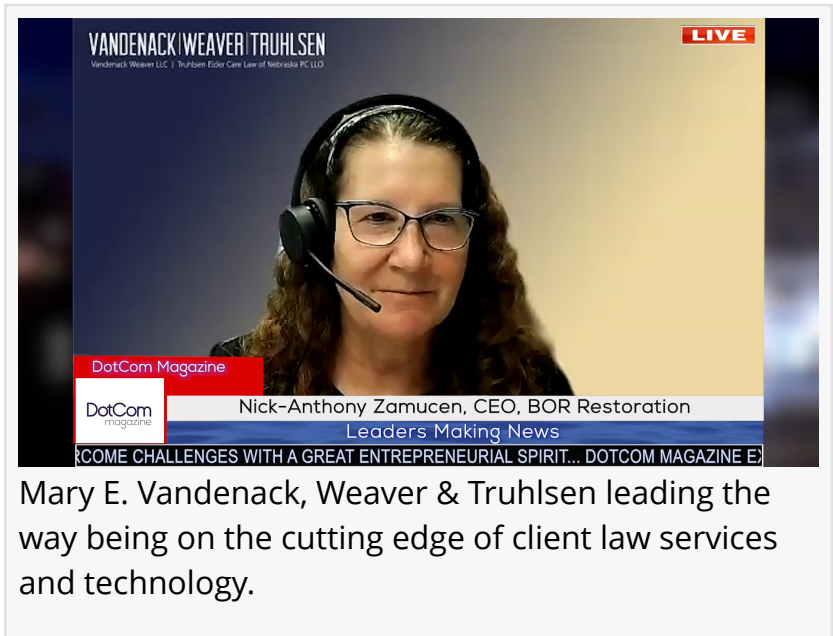 VANDENACK|WEAVER|TRUHLSEN
Vandenack Weaver LLC | Truhlsen Elder Care Law of Nebraska PC LLO
LIVE
DotCom Magazine
DotCom
magazine
Nick-Anthony Zamucen, CEO, BOR Restoration
Leaders Making News
RCOME CHALLENGES WITH A GREAT ENTREPRENEURIAL SPIRIT... DOTCOM MAGAZINE EX
Mary E. Vandenack, Weaver & Truhlsen leading the
way being on the cutting edge of client law services
and technology.